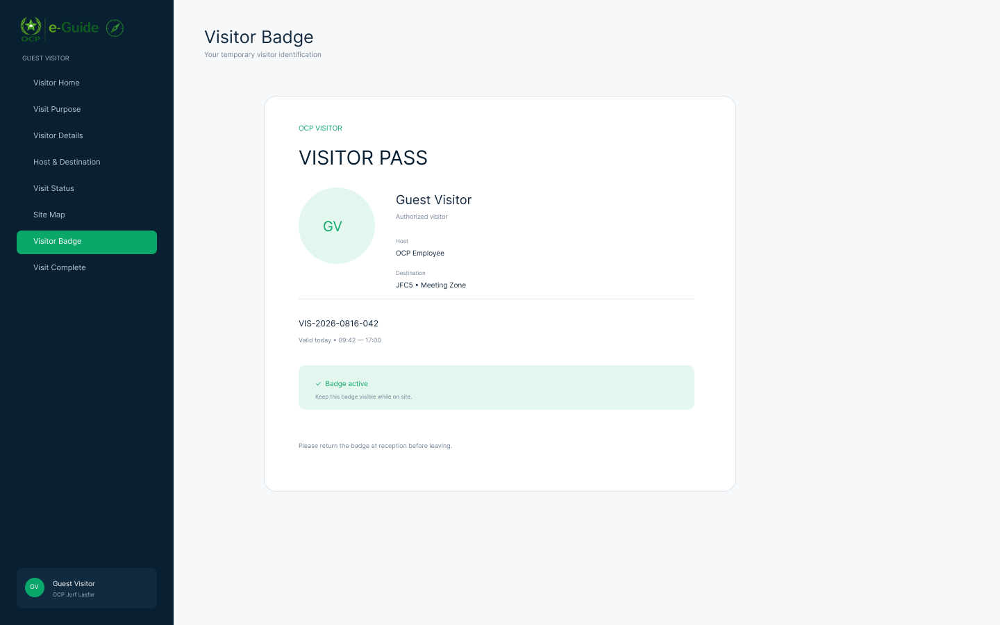 OCP
e-Guide
GUEST VISITOR
Visitor Home
Visit Purpose
Visitor Details
Host & Destination
Visit Status
Site Map
Visitor Badge
Visit Complete
GV
Guest Visitor
OCP Jorf Lasfar
Visitor Badge
Your temporary visitor identification
OCP VISITOR
VISITOR PASS
GV
Guest Visitor
Authorized visitor
Host
OCP Employee
Destination
JFC5 • Meeting Zone
VIS-2026-0816-042
Valid today • 09:42 — 17:00
✓ Badge active
Keep this badge visible while on site.
Please return the badge at reception before leaving.